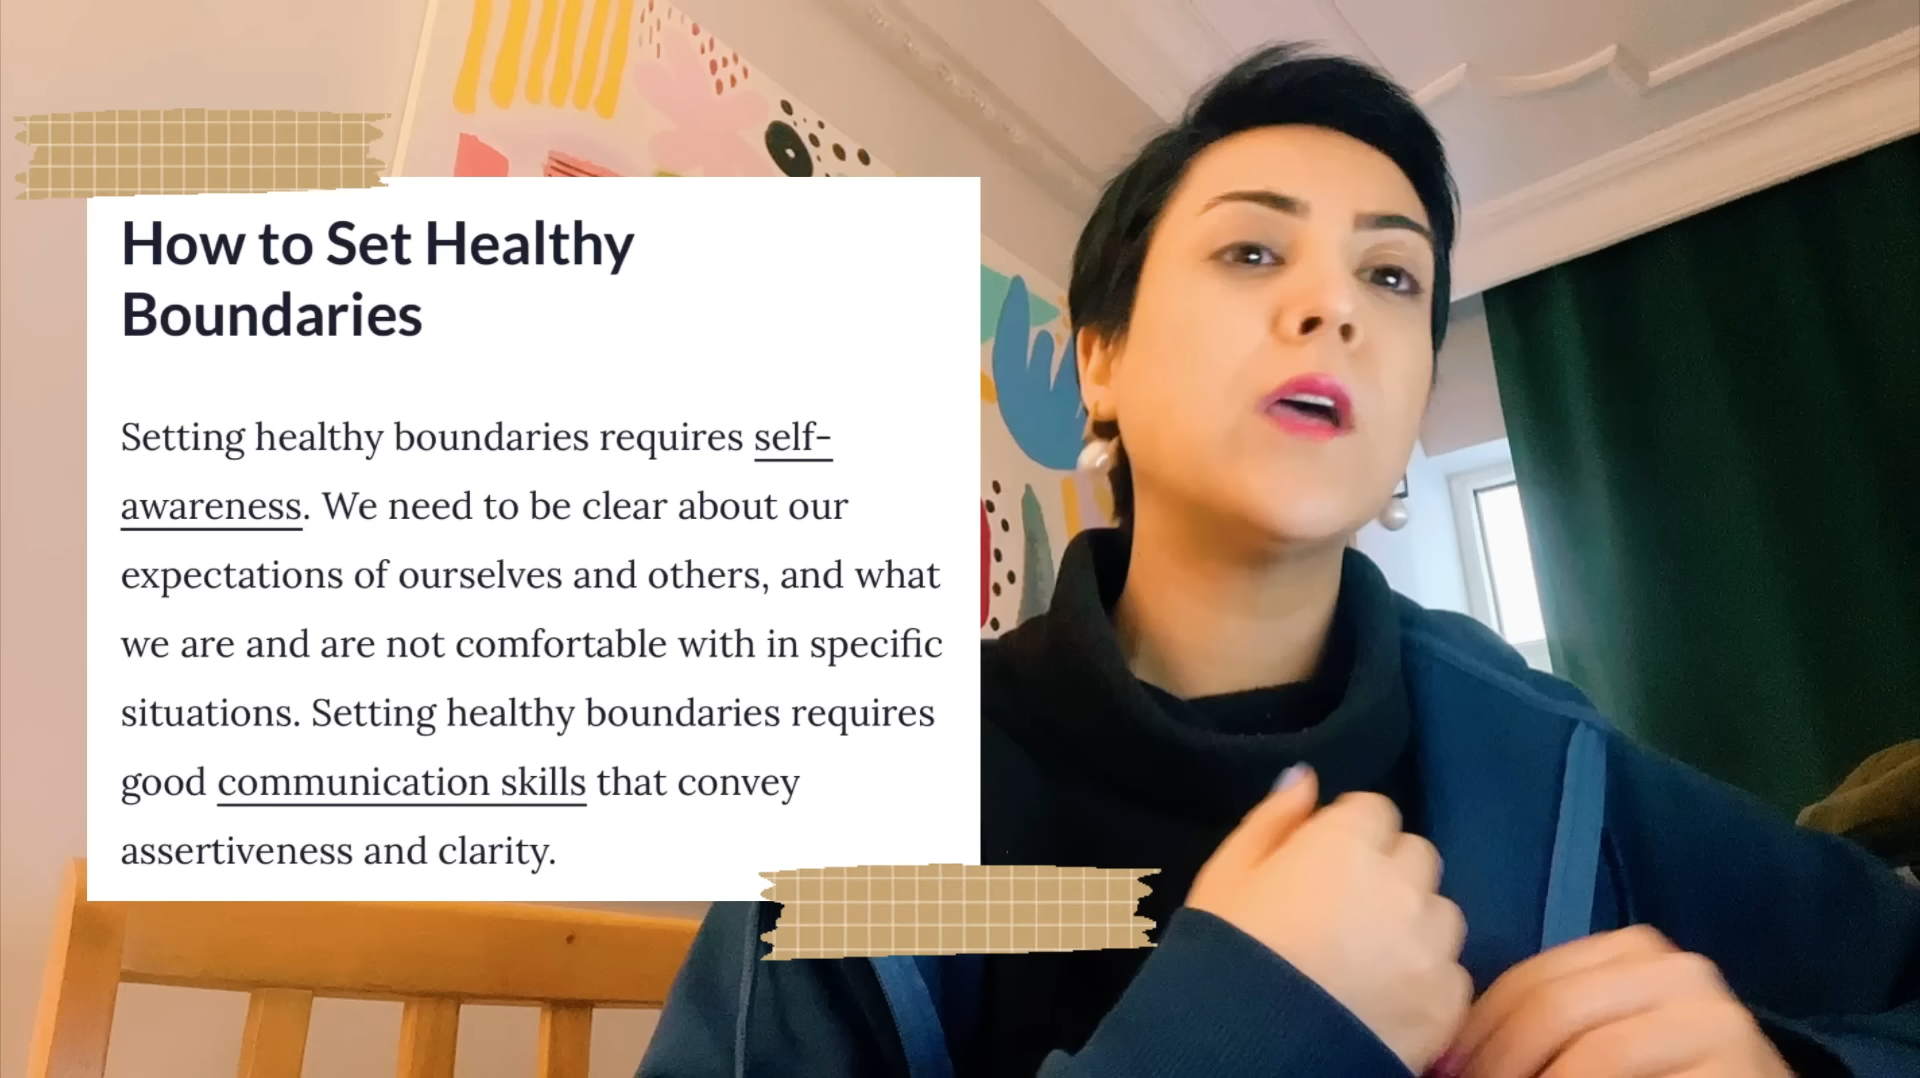 How to Set Healthy
Boundaries
Setting healthy boundaries requires self-
awareness. We need to be clear about our
expectations of ourselves and others, and what
we are and are not comfortable with in specific
situations. Setting healthy boundaries requires
good communication skills that convey
assertiveness and clarity.